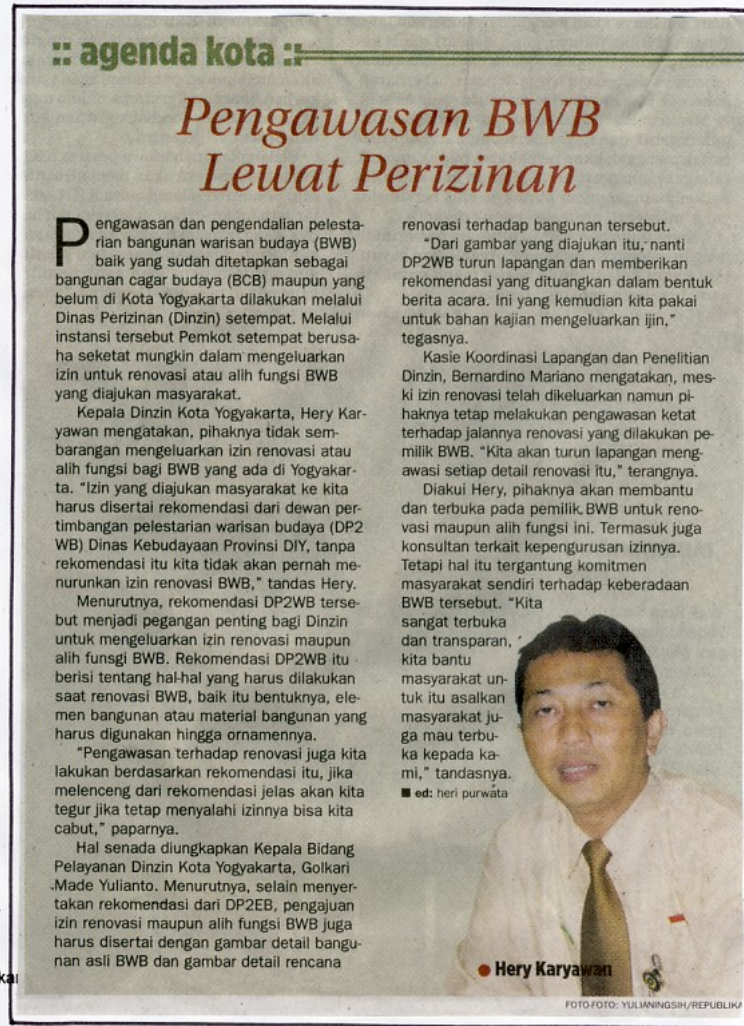 :: agenda kota ::
Pengawasan BWB
Lewat Perizinan
Pengawasan dan pengendalian pelesta-
rian bangunan warisan budaya (BWB)
baik yang sudah ditetapkan sebagai
bangunan cagar budaya (BCB) maupun yang
belum di Kota Yogyakarta dilakukan melalui
Dinas Perizinan (Dinzin) setempat. Melalui
instansi tersebut Pemkot setempat berusa-
ha seketat mungkin dalam mengeluarkan
izin untuk renovasi atau alih fungsi BWB
yang diajukan masyarakat.
Kepala Dinzin Kota Yogyakarta, Hery Kar-
yawan mengatakan, pihaknya tidak sem-
barangan mengeluarkan izin renovasi atau
alih fungsi bagi BWB yang ada di Yogyakar-
ta. “Izin yang diajukan masyarakat ke kita
harus disertai rekomendasi dari dewan per-
timbangan pelestarian warisan budaya (DP2
WB) Dinas Kebudayaan Provinsi DIY, tanpa
rekomendasi itu kita tidak akan pernah me-
nurunkan izin renovasi BWB,” tandas Hery.
Menurutnya, rekomendasi DP2WB terse-
but menjadi pegangan penting bagi Dinzin
untuk mengeluarkan izin renovasi maupun
alih funsgi BWB. Rekomendasi DP2WB itu
berisi tentang hal-hal yang harus dilakukan
saat renovasi BWB, baik itu bentuknya, ele-
men bangunan atau material bangunan yang
harus digunakan hingga ornamennya.
“Pengawasan terhadap renovasi juga kita
lakukan berdasarkan rekomendasi itu, jika
melenceng dari rekomendasi jelas akan kita
tegur jika tetap menyalahi izinnya bisa kita
cabut,” paparnya.
Hal senada diungkapkan Kepala Bidang
Pelayanan Dinzin Kota Yogyakarta, Golkari
Made Yulianto. Menurutnya, selain menyer-
takan rekomendasi dari DP2EB, pengajuan
izin renovasi maupun alih fungsi BWB juga
harus disertai dengan gambar detail bangu-
nan asli BWB dan gambar detail rencana
renovasi terhadap bangunan tersebut.
“Dari gambar yang diajukan itu, nanti
DP2WB turun lapangan dan memberikan
rekomendasi yang dituangkan dalam bentuk
berita acara. Ini yang kemudian kita pakai
untuk bahan kajian mengeluarkan ijin,”
tegasnya.
Kasie Koordinasi Lapangan dan Penelitian
Dinzin, Bernardino Mariano mengatakan, mes-
ki izin renovasi telah dikeluarkan namun pi-
haknya tetap melakukan pengawasan ketat
terhadap jalannya renovasi yang dilakukan pe-
milik BWB. “Kita akan turun lapangan meng-
awasi setiap detail renovasi itu,” terangnya.
Diakui Hery, pihaknya akan membantu
dan terbuka pada pemilik BWB untuk reno-
vasi maupun alih fungsi ini. Termasuk juga
konsultan terkait kepengurusan izinnya.
Tetapi hal itu tergantung komitmen
masyarakat sendiri terhadap keberadaan
BWB tersebut. “Kita
sangat terbuka
dan transparan,
kita bantu
masyarakat un-
tuk itu asalkan
masyarakat ju-
ga mau terbu-
ka kepada ka-
mi,” tandasnya.
■ ed: heri purwata
● Hery Karyawan
FOTO-FOTO: YULIANINGSIH/REPUBLIKA